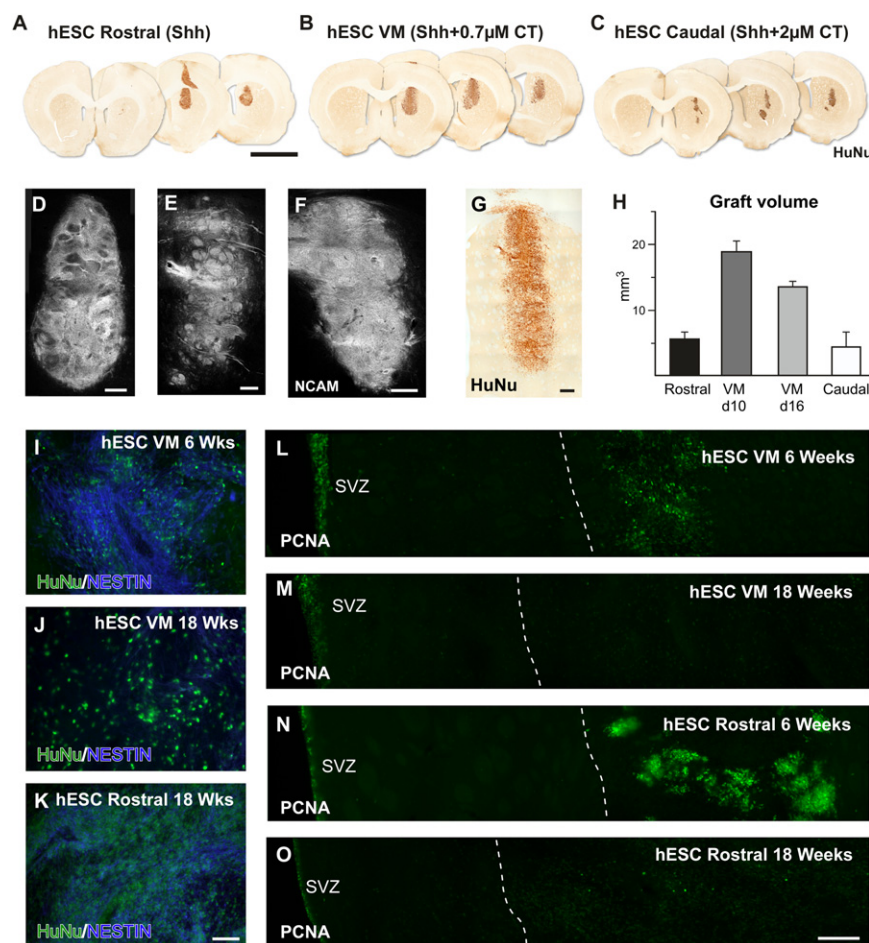 A
hESC Rostral (Shh)
B
hESC VM (Shh+0.7µM CT)
C
hESC Caudal (Shh+2µM CT)
HuNu
D
E
F
NCAM
G
HuNu
H
Graft volume
mm³
20
10
Rostral
VM
d10
VM
d16
Caudal
I
hESC VM 6 Wks
HuNu/NESTIN
J
hESC VM 18 Wks
HuNu/NESTIN
K
hESC Rostral 18 Wks
HuNu/NESTIN
L
hESC VM 6 Weeks
SVZ
PCNA
M
hESC VM 18 Weeks
SVZ
PCNA
N
hESC Rostral 6 Weeks
SVZ
PCNA
O
hESC Rostral 18 Weeks
SVZ
PCNA